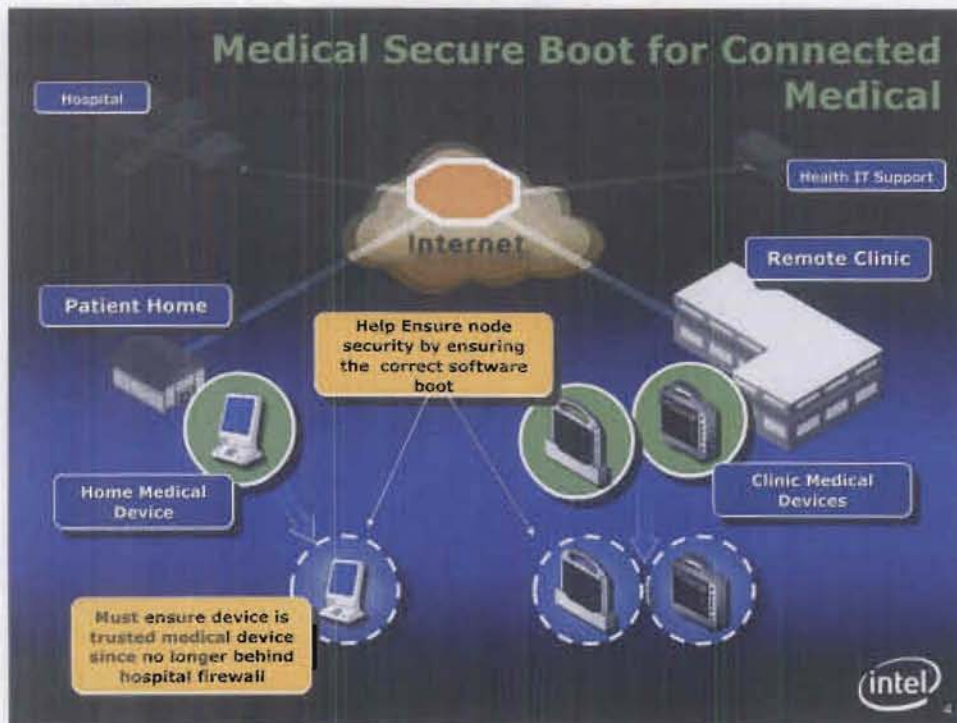 Medical Secure Boot for Connected
Medical
Hospital
Health IT Support
Internet
Remote Clinic
Patient Home
Help Ensure node
security by ensuring
the correct software
boot
Home Medical
Device
Clinic Medical
Devices
Must ensure device is
trusted medical device
since no longer behind
hospital firewall
intel
4